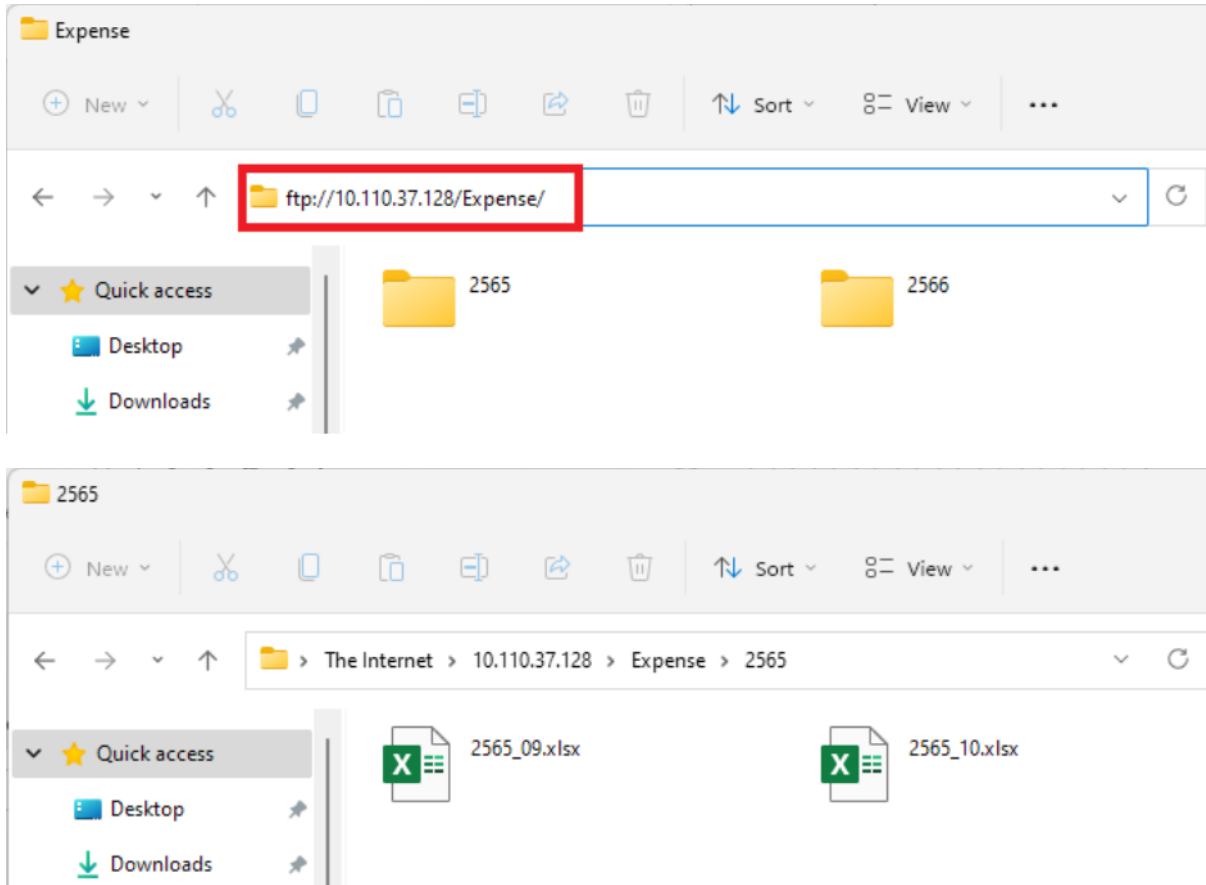 Expense
New
Sort
View
ftp://10.110.37.128/Expense/
Quick access
Desktop
Downloads
2565
2566
2565
New
Sort
View
The Internet > 10.110.37.128 > Expense > 2565
Quick access
Desktop
Downloads
2565_09.xlsx
2565_10.xlsx